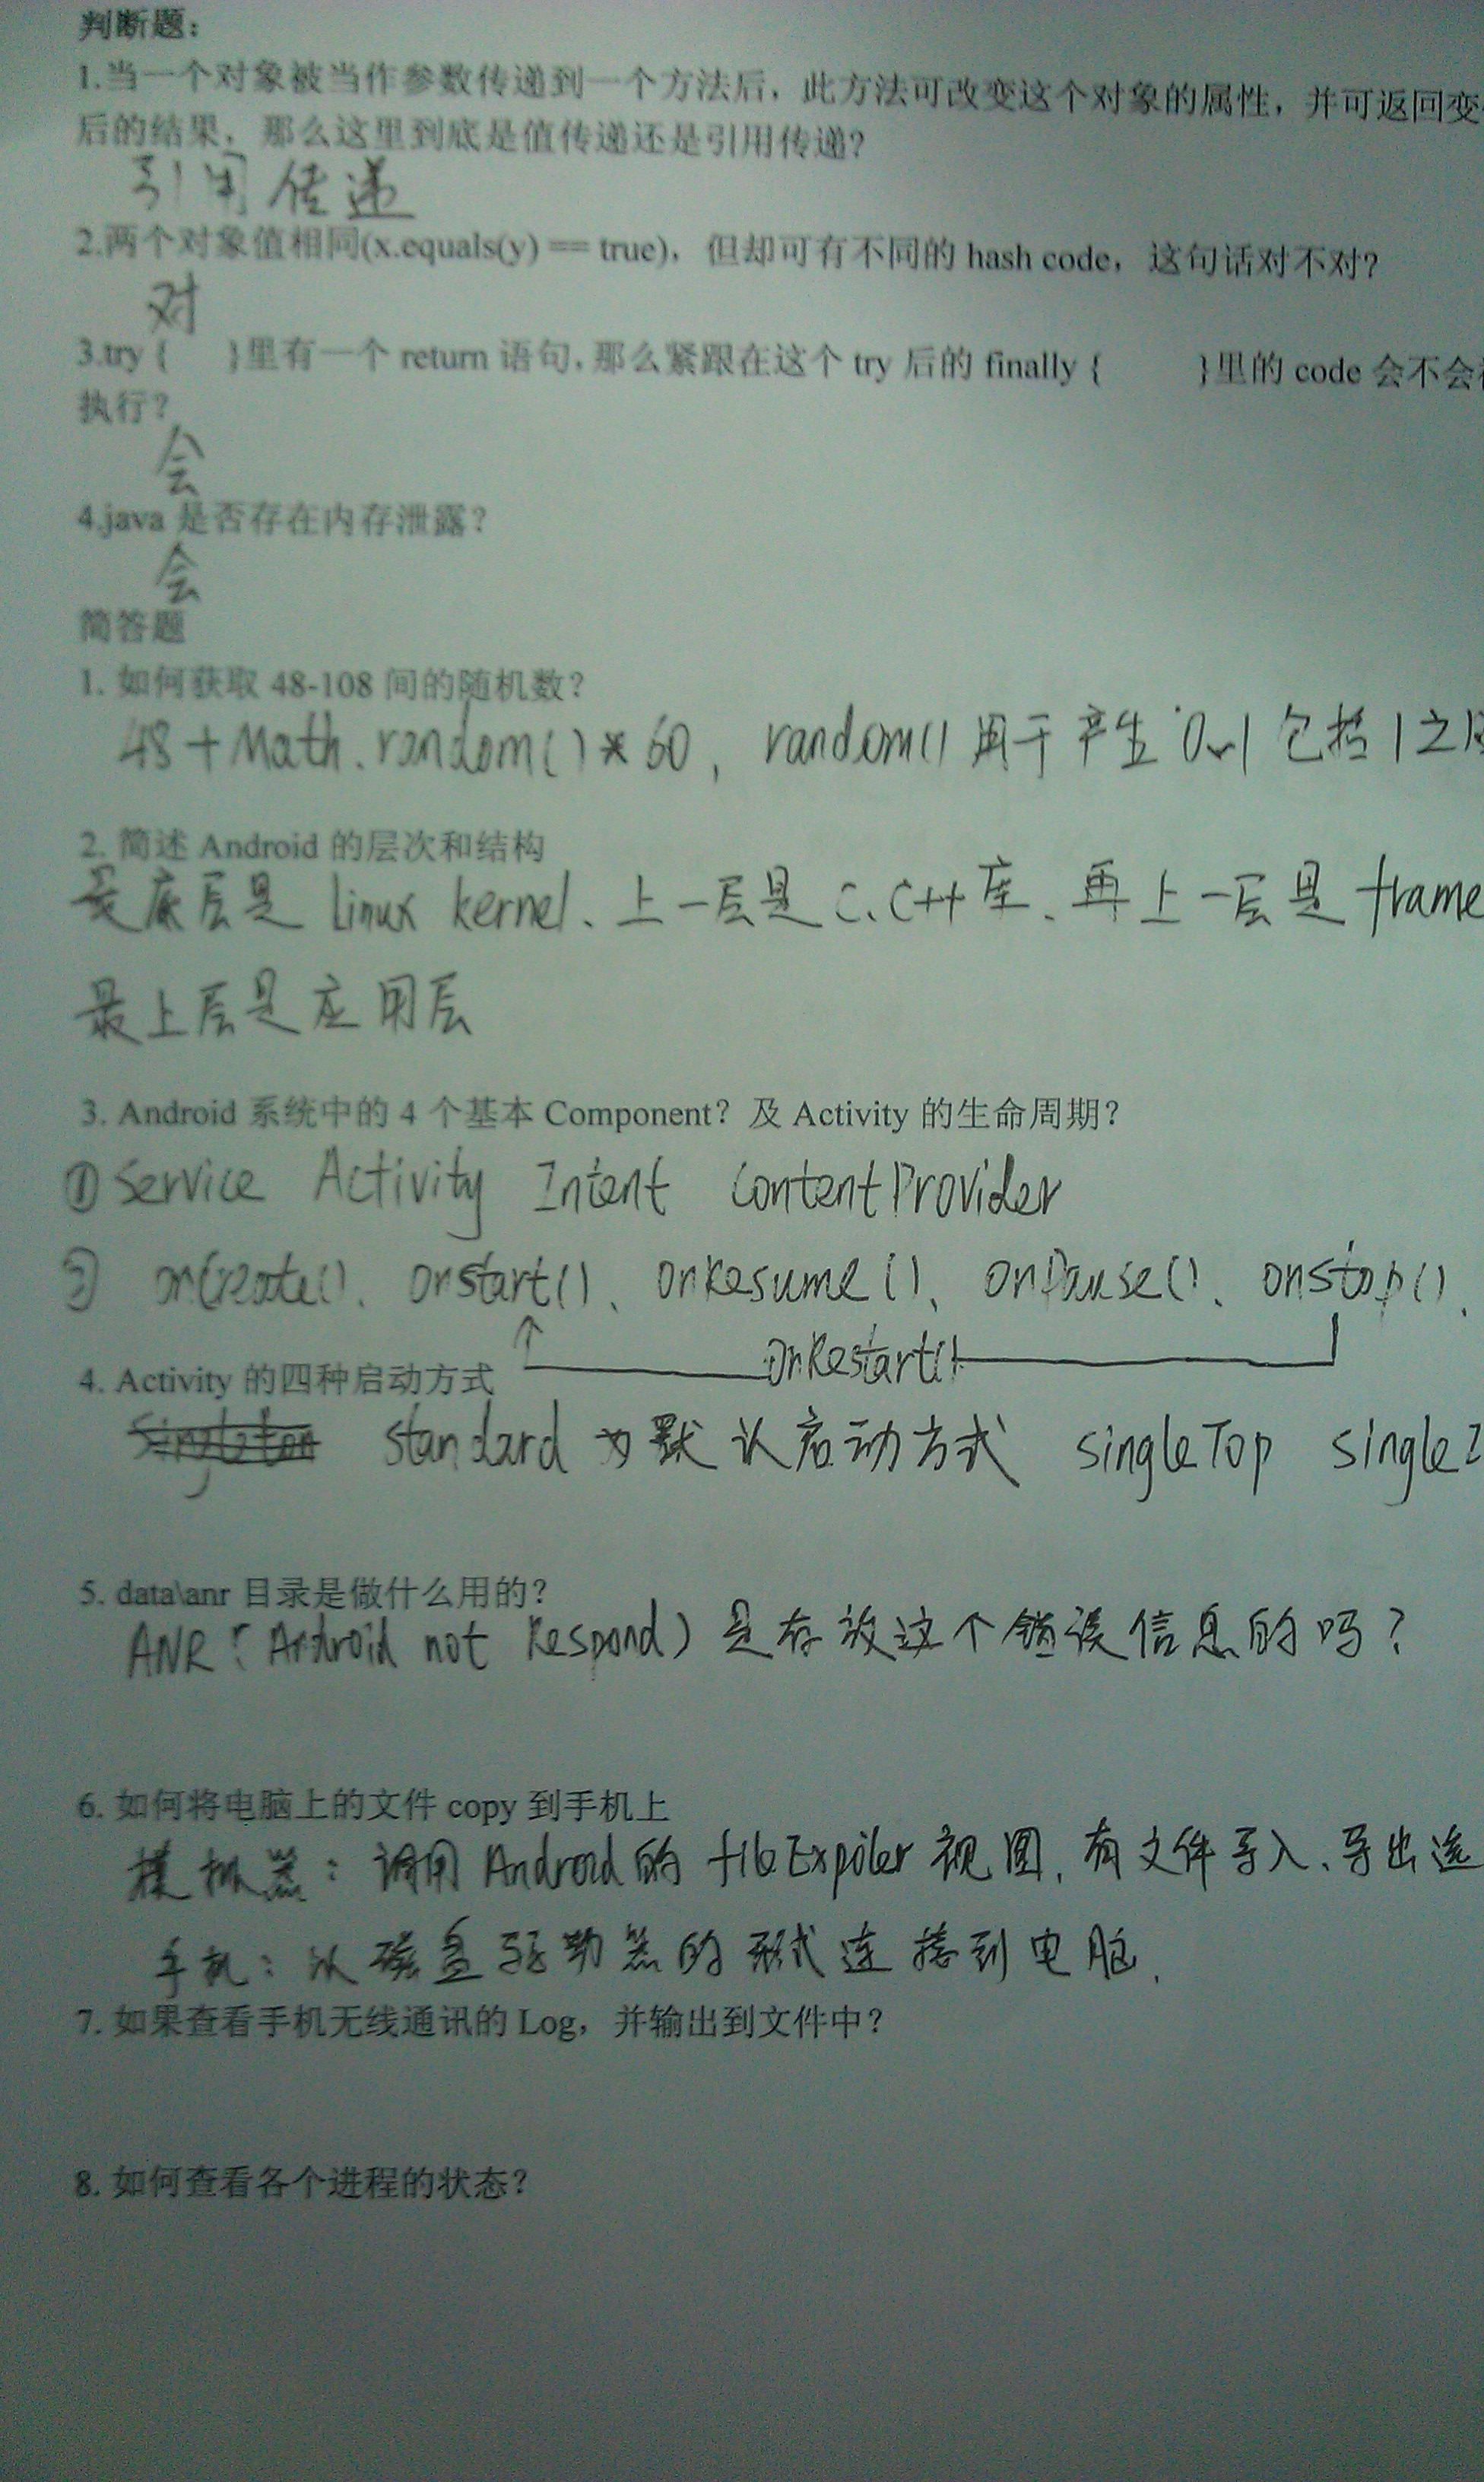 判断题:
1.当一个对象被当作参数传递到一个方法后，此方法可改变这个对象的属性，并可返回变
后的结果，那么这里到底是值传递还是引用传递?
引用传递
2.两个对象值相同(x.equals(y) == true)，但却可有不同的 hash code，这句话对不对?
对
3.try {    }里有一个 return 语句,那么紧跟在这个 try 后的 finally {    }里的 code 会不会
执行?
会
4.java 是否存在内存泄露?
会
简答题
1. 如何获取 48-108 间的随机数?
48 + Math.random()*60, random()用于产生0~1包括1之
2. 简述 Android 的层次和结构
最底层是 linux kernel、上一层是 C、C++库、再上一层是 frame
最上层是应用层
3. Android 系统中的 4 个基本 Component? 及 Activity 的生命周期?
① Service Activity Intent ContentProvider
② onCreate()、onstart()、onResume()、onPause()、onstop()、
onRestart()
4. Activity 的四种启动方式
standard 为默认启动方式 singleTop single
5. data\anr 目录是做什么用的?
ANR (Android not Respond) 是存放这个错误信息的吗?
6. 如何将电脑上的文件 copy 到手机上
模拟器: 调用 Android的 fileExpiler 视图, 有文件导入、导出选
手机: 以磁盘驱动器的形式连接到电脑.
7. 如果查看手机无线通讯的 Log，并输出到文件中?
8. 如何查看各个进程的状态?